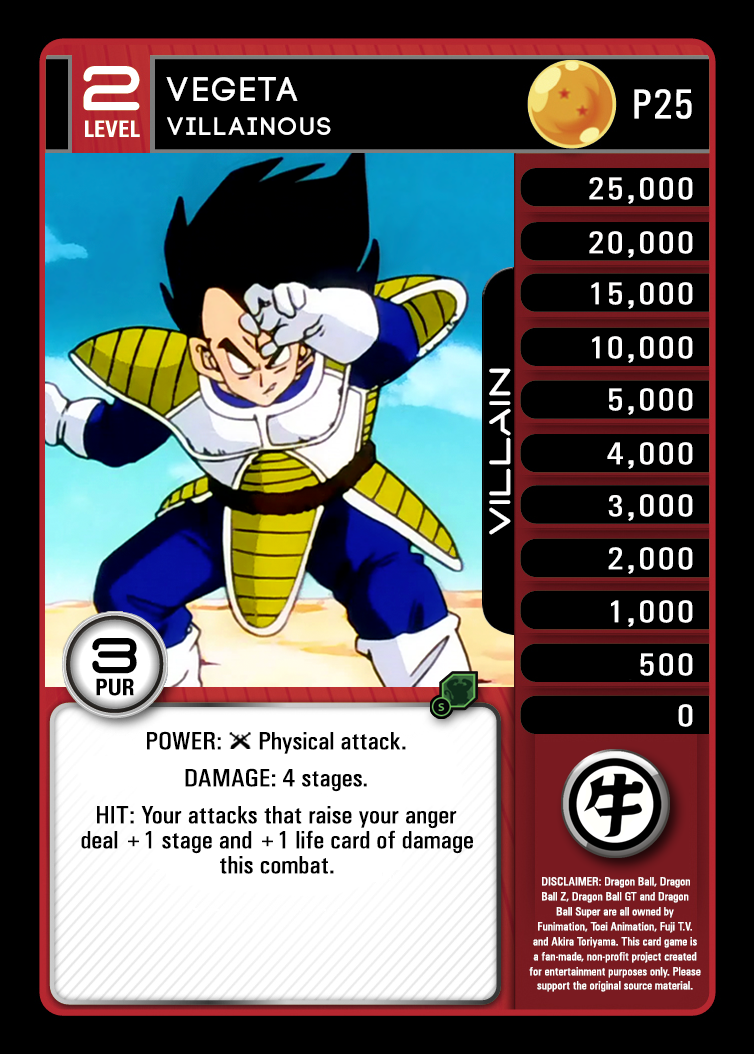 2
LEVEL
VEGETA
VILLAINOUS
P25
25,000
20,000
15,000
10,000
5,000
4,000
3,000
2,000
1,000
500
0
VILLAIN
3
PUR
S
POWER: Physical attack.
DAMAGE: 4 stages.
HIT: Your attacks that raise your anger
deal +1 stage and +1 life card of damage
this combat.
牛
DISCLAIMER: Dragon Ball, Dragon
Ball Z, Dragon Ball GT and Dragon
Ball Super are all owned by
Funimation, Toei Animation, Fuji T.V.
and Akira Toriyama. This card game is
a fan-made, non-profit project created
for entertainment purposes only. Please
support the original source material.